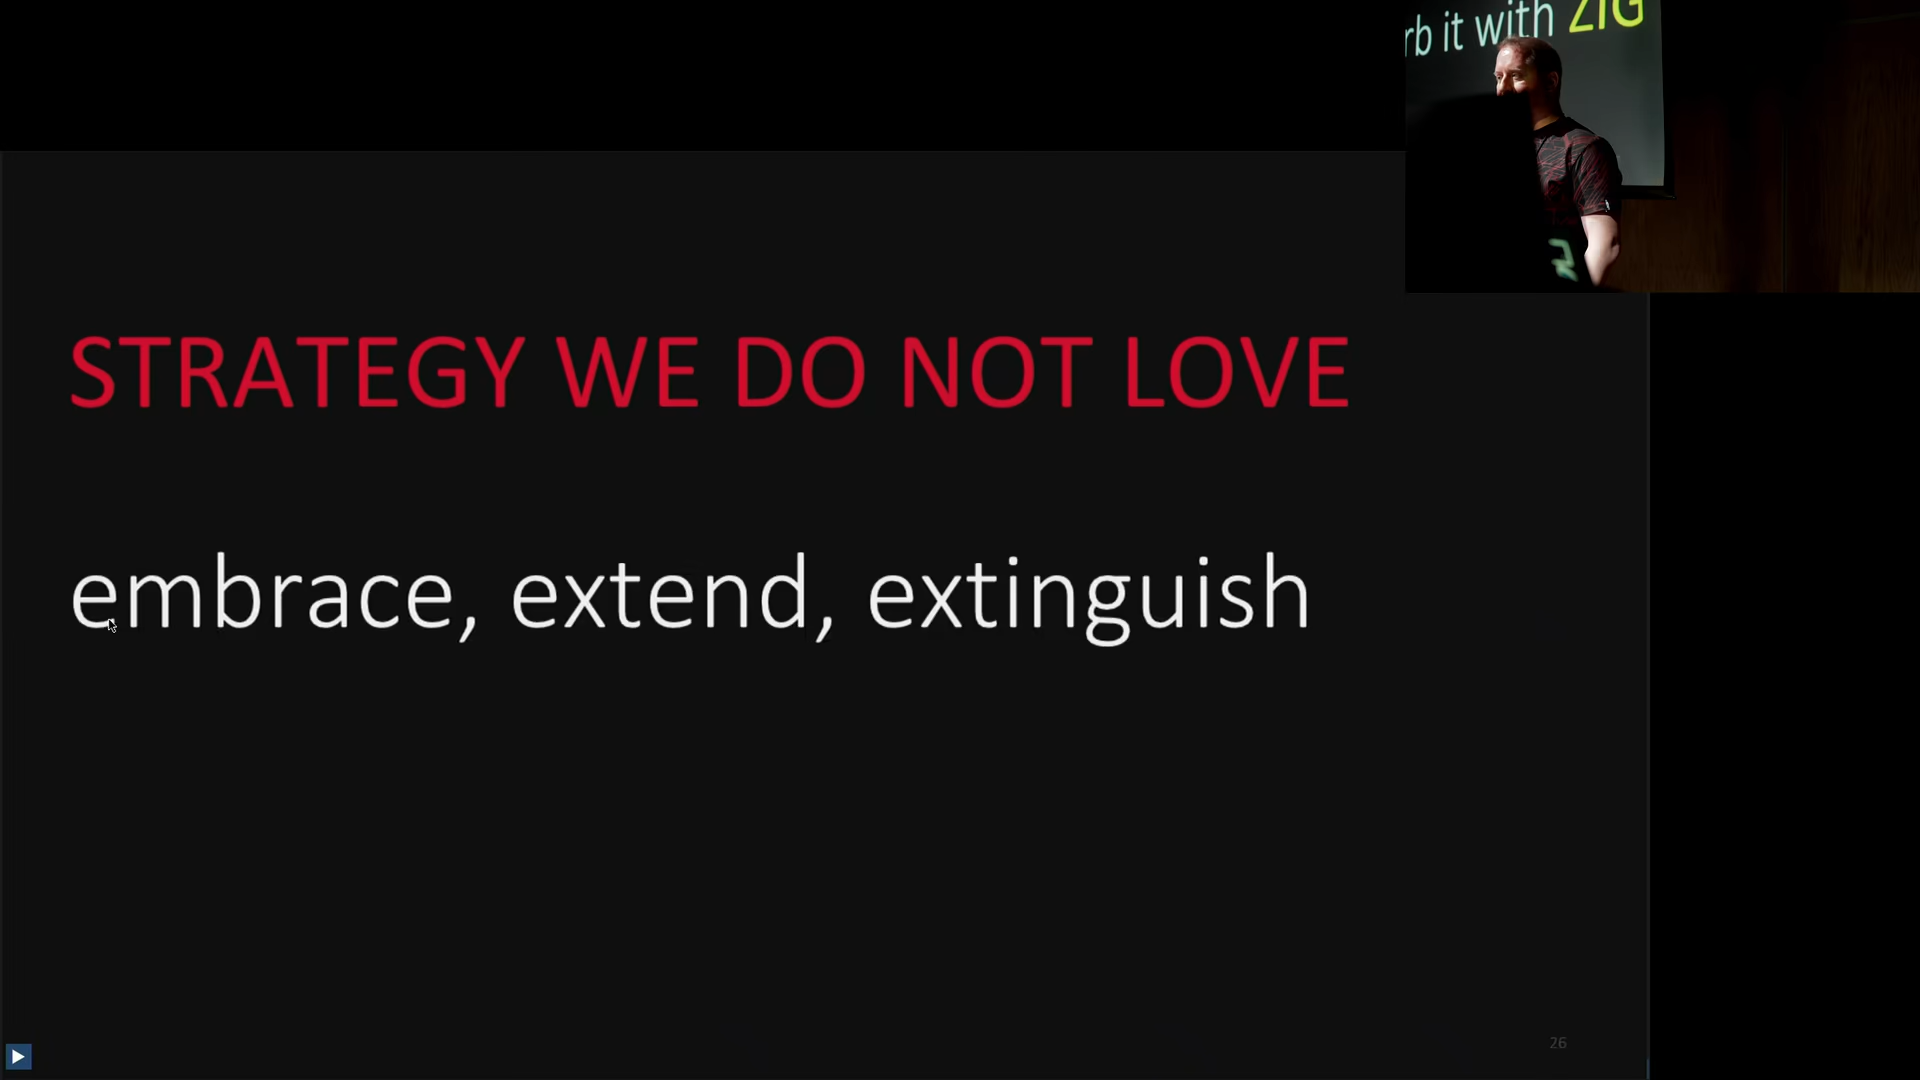 rb it with ZIG
STRATEGY WE DO NOT LOVE
embrace, extend, extinguish
26